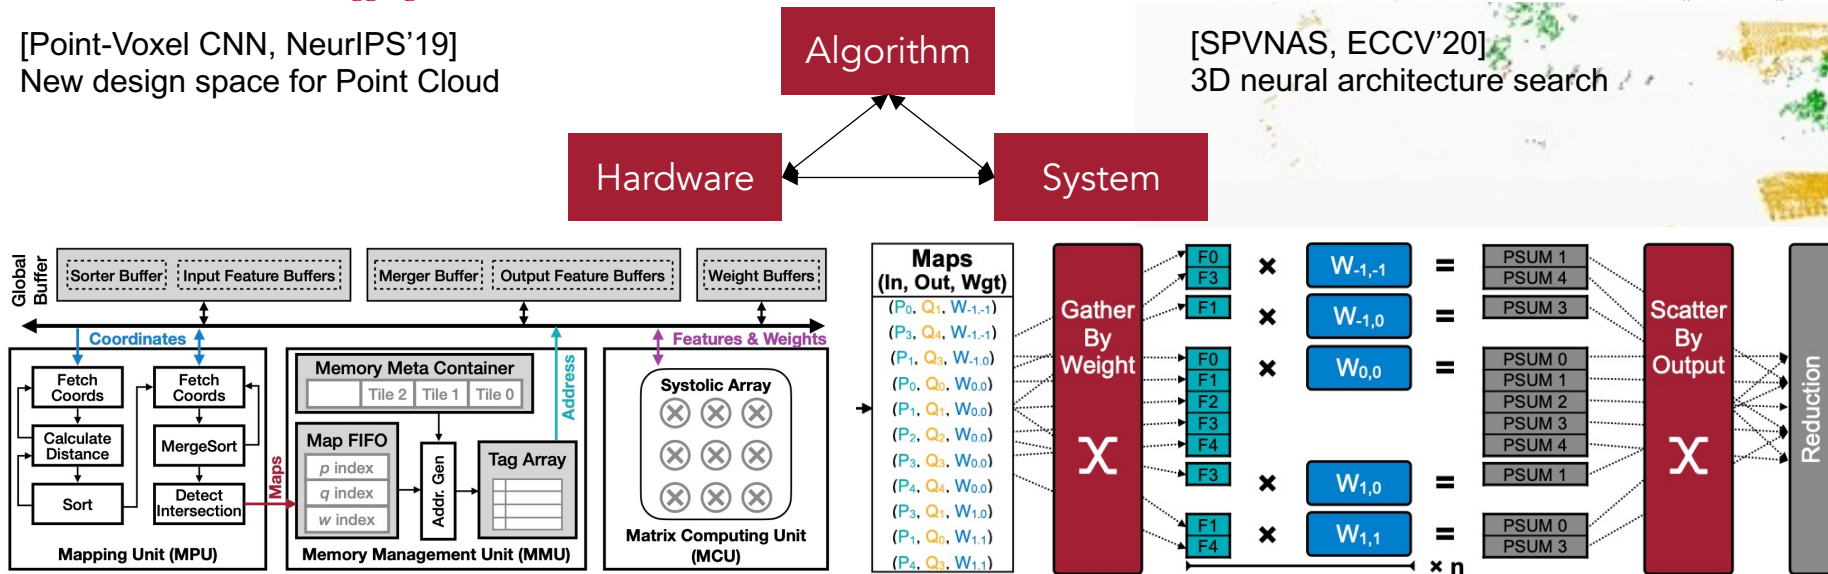 [Point-Voxel CNN, NeurIPS'19]
New design space for Point Cloud
Algorithm
Hardware
System
[SPVNAS, ECCV'20]
3D neural architecture search
Global
Buffer
Sorter Buffer
Input Feature Buffers
Merger Buffer
Output Feature Buffers
Weight Buffers
Coordinates
Address
Features & Weights
Fetch
Coords
Calculate
Distance
Sort
Fetch
Coords
MergeSort
Detect
Intersection
Mapping Unit (MPU)
Maps
Memory Meta Container
Tile 2
Tile 1
Tile 0
Map FIFO
p index
q index
w index
Addr. Gen
Tag Array
Memory Management Unit (MMU)
Systolic Array
Matrix Computing Unit
(MCU)
Maps
(In, Out, Wgt)
(P0, Q1, W-1,-1)
(P3, Q4, W-1,-1)
(P1, Q3, W-1,0)
(P0, Q0, W0,0)
(P1, Q1, W0,0)
(P2, Q2, W0,0)
(P3, Q3, W0,0)
(P4, Q4, W0,0)
(P3, Q1, W1,0)
(P1, Q0, W1,1)
(P4, Q3, W1,1)
Gather
By
Weight
F0
F3
× W-1,-1 =
PSUM 1
PSUM 4
F1
× W-1,0 =
PSUM 3
F0
F1
F2
F3
F4
× W0,0 =
PSUM 0
PSUM 1
PSUM 2
PSUM 3
PSUM 4
F3
× W1,0 =
PSUM 1
F1
F4
× W1,1 =
PSUM 0
PSUM 3
× n
Scatter
By
Output
Reduction